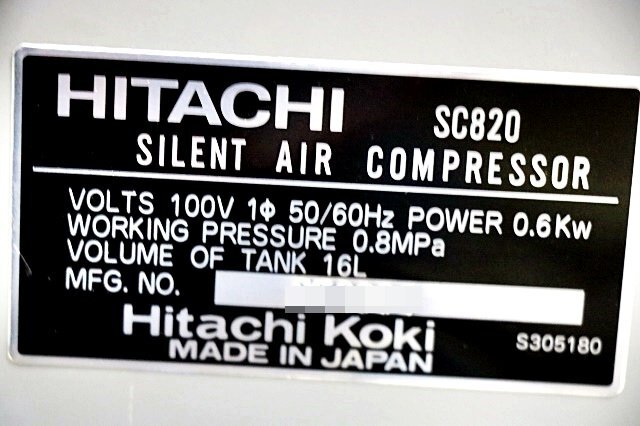 HITACHI SC820
SILENT AIR COMPRESSOR
VOLTS 100V 1Φ 50/60Hz POWER 0.6Kw
WORKING PRESSURE 0.8MPa
VOLUME OF TANK 16L
MFG. NO.
Hitachi Koki
S305180
MADE IN JAPAN